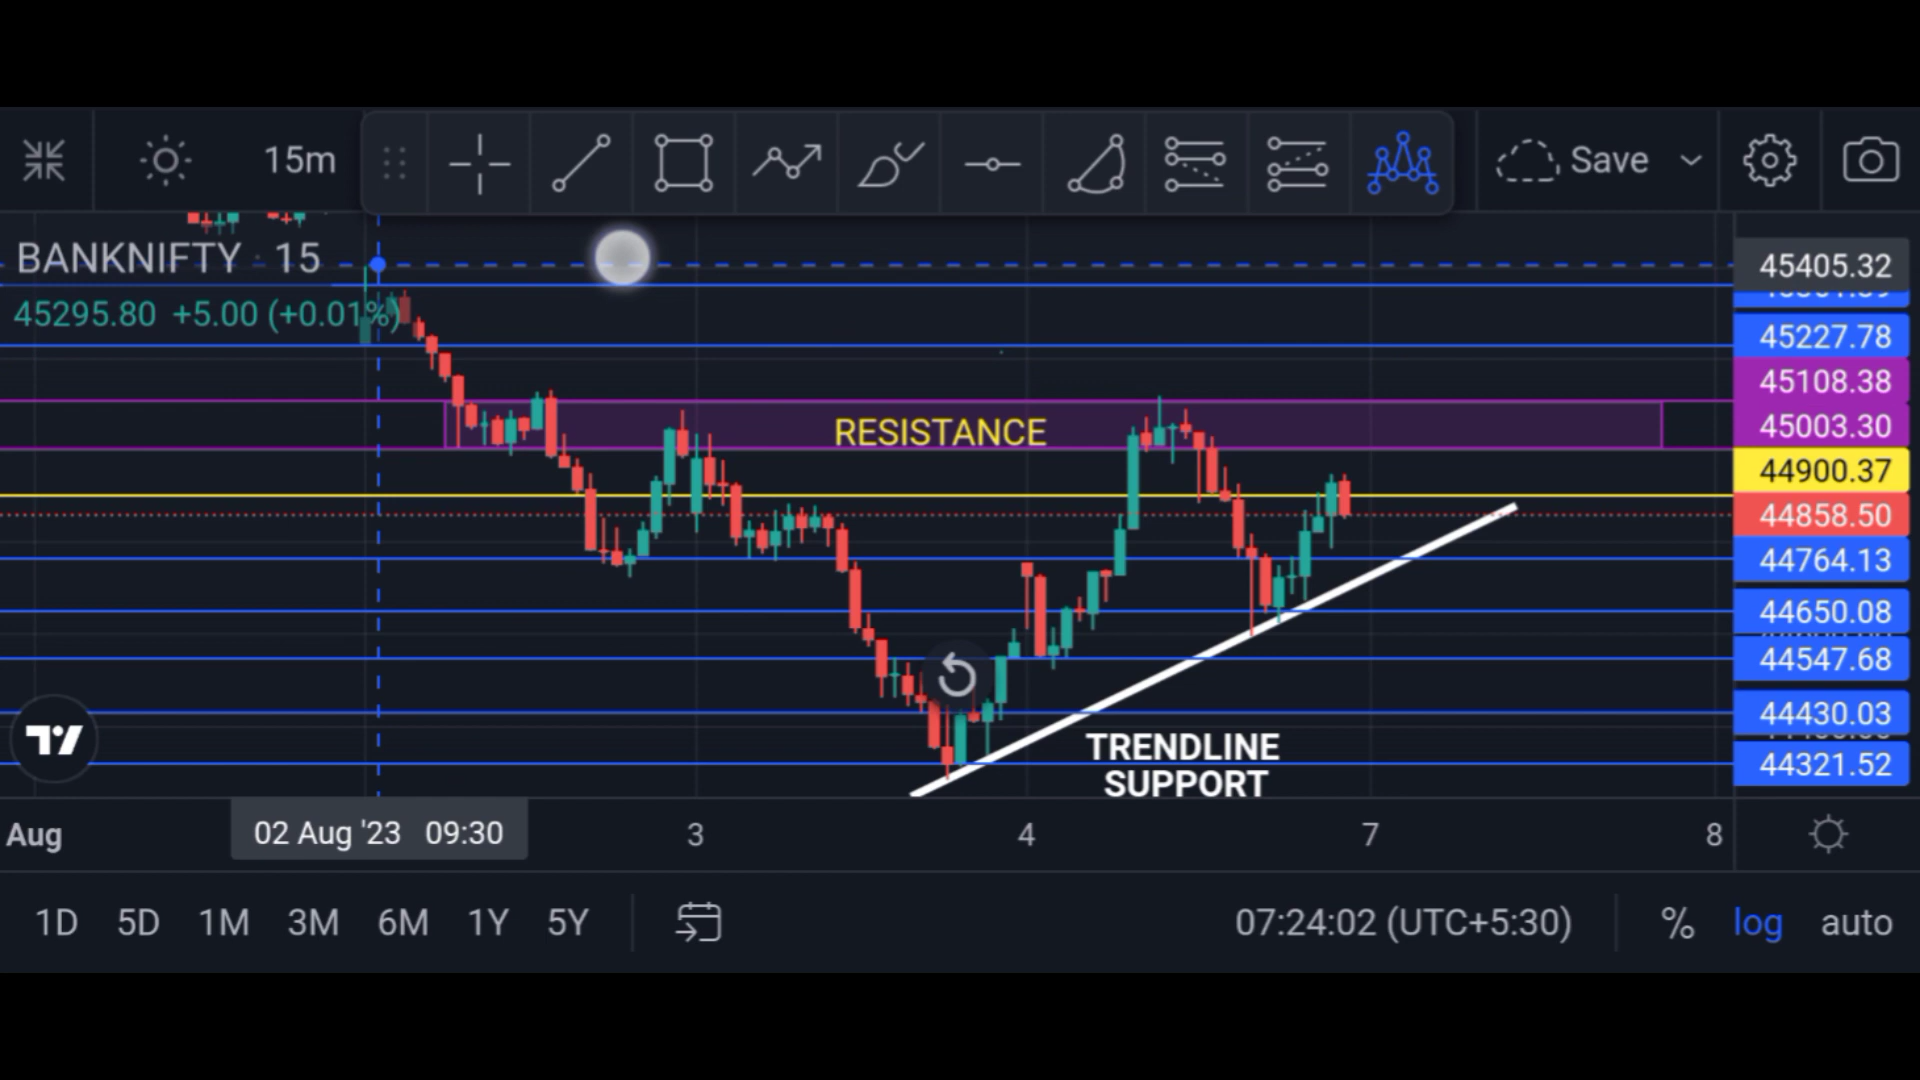 15m
Save
BANKNIFTY · 15
45295.80 +5.00 (+0.01%)
45405.32
45227.78
45108.38
RESISTANCE
45003.30
44900.37
44858.50
44764.13
44650.08
44547.68
44430.03
TRENDLINE
SUPPORT
44321.52
Aug
02 Aug '23 09:30
3
4
7
8
1D 5D 1M 3M 6M 1Y 5Y
07:24:02 (UTC+5:30)
% log auto